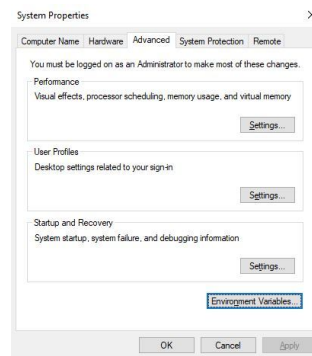 System Properties
Computer Name Hardware Advanced System Protection Remote
You must be logged on as an Administrator to make most of these changes.
Performance
Visual effects, processor scheduling, memory usage, and virtual memory
Settings...
User Profiles
Desktop settings related to your sign-in
Settings...
Startup and Recovery
System startup, system failure, and debugging information
Settings...
Environment Variables...
OK Cancel Apply